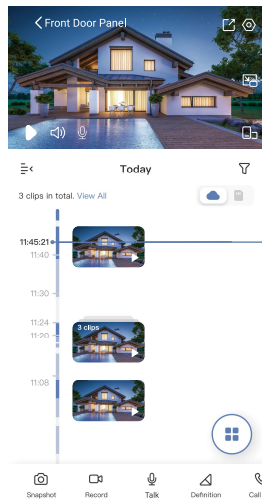 Front Door Panel
Today
3 clips in total. View All
11:45:21
11:40
11:30
11:24
3 clips
11:20
11:08
Snapshot
Record
Talk
Definition
Call